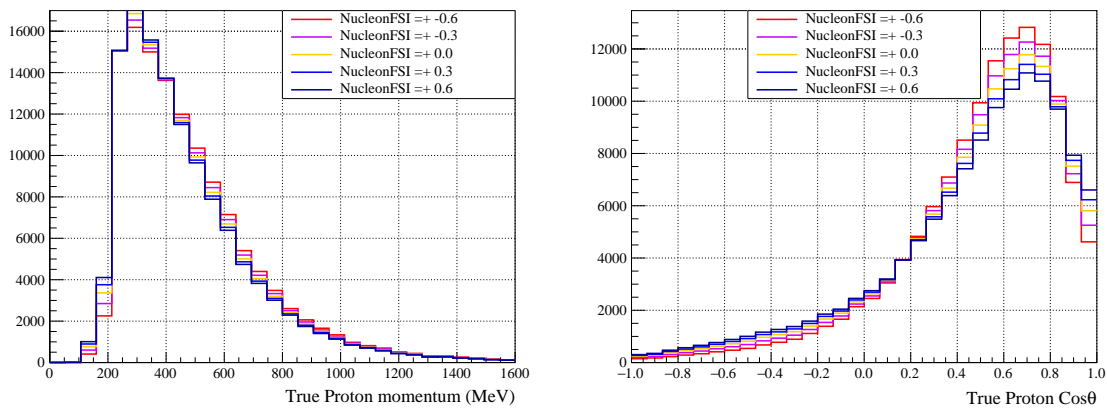 16000
14000
12000
10000
8000
6000
4000
2000
0
0 200 400 600 800 1000 1200 1400 1600
True Proton momentum (MeV)
NucleonFSI =+ -0.6
NucleonFSI =+ -0.3
NucleonFSI =+ 0.0
NucleonFSI =+ 0.3
NucleonFSI =+ 0.6
12000
10000
8000
6000
4000
2000
0
−1.0 −0.8 −0.6 −0.4 −0.2 0.0 0.2 0.4 0.6 0.8 1.0
True Proton Cosθ
NucleonFSI =+ -0.6
NucleonFSI =+ -0.3
NucleonFSI =+ 0.0
NucleonFSI =+ 0.3
NucleonFSI =+ 0.6